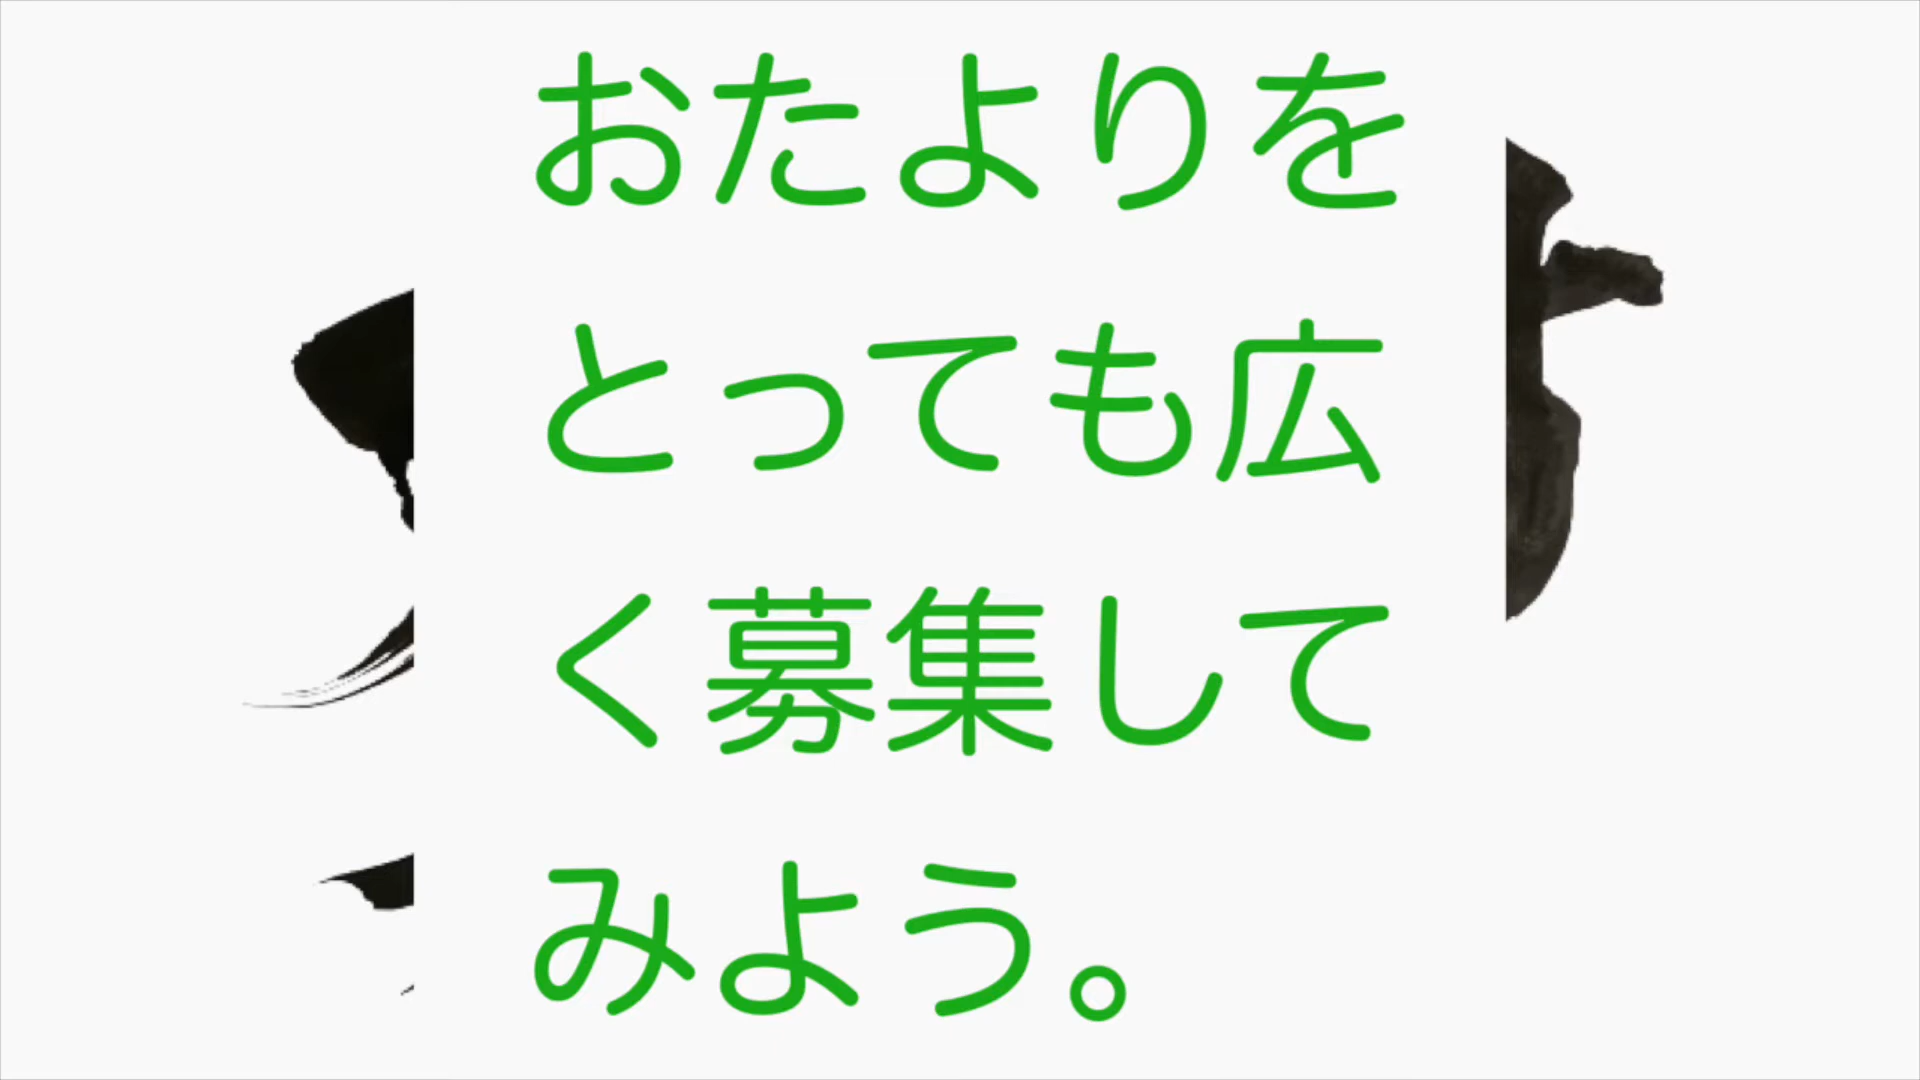 おたよりを
とっても広
く募集して
みよう。